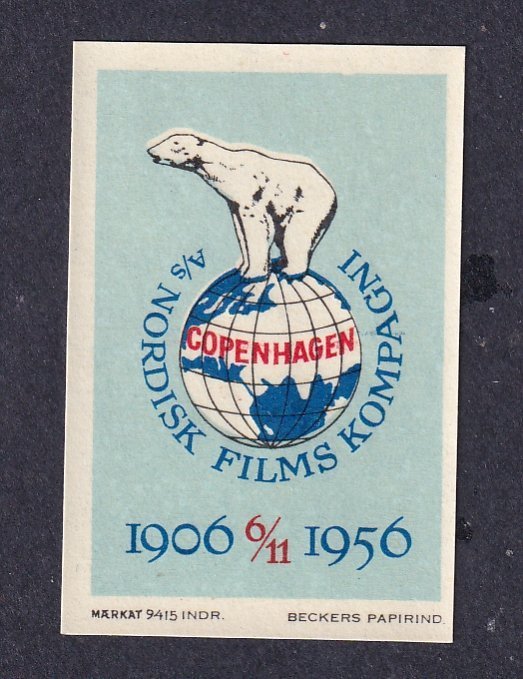 A/S NORDISK FILMS KOMPAGNI
COPENHAGEN
1906 6/11 1956
MÆRKAT 9415 INDR.
BECKERS PAPIRIND.